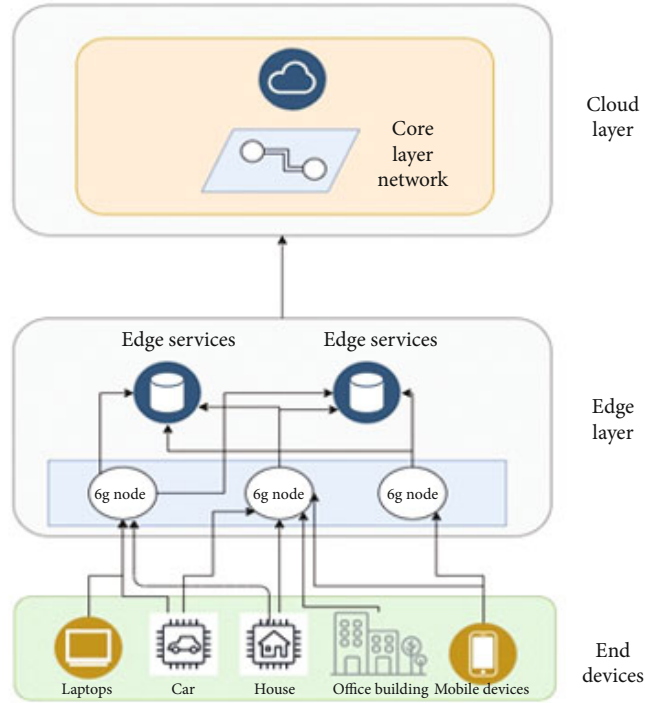 Cloud
layer
Core
layer
network
Edge services
Edge services
Edge
layer
6g node
6g node
6g node
Laptops
Car
House
Office building
Mobile devices
End
devices